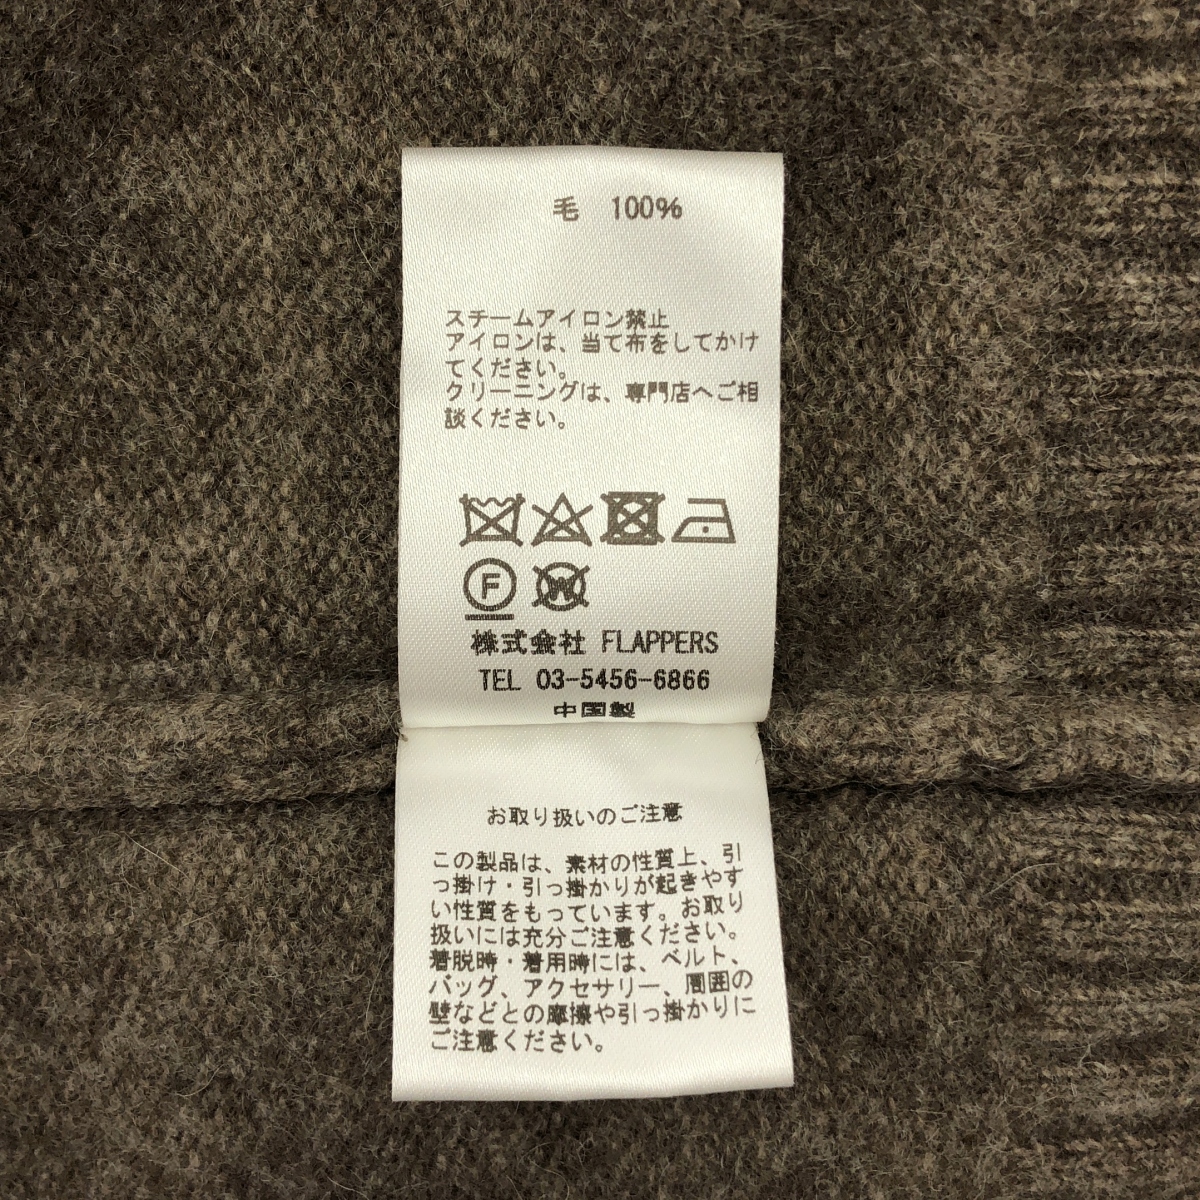 毛 100%
スチームアイロン禁止
アイロンは、当て布をしてかけ
てください。
クリーニングは、専門店へご相
談ください。
F W
株式会社 FLAPPERS
TEL 03-5456-6866
中国製
お取り扱いのご注意
この製品は、素材の性質上、引
っ掛け・引っ掛かりが起きやす
い性質をもっています。お取り
扱いには充分ご注意ください。
着脱時・着用時には、ベルト、
バッグ、アクセサリー、周囲の
壁などとの摩擦や引っ掛かりに
ご注意ください。